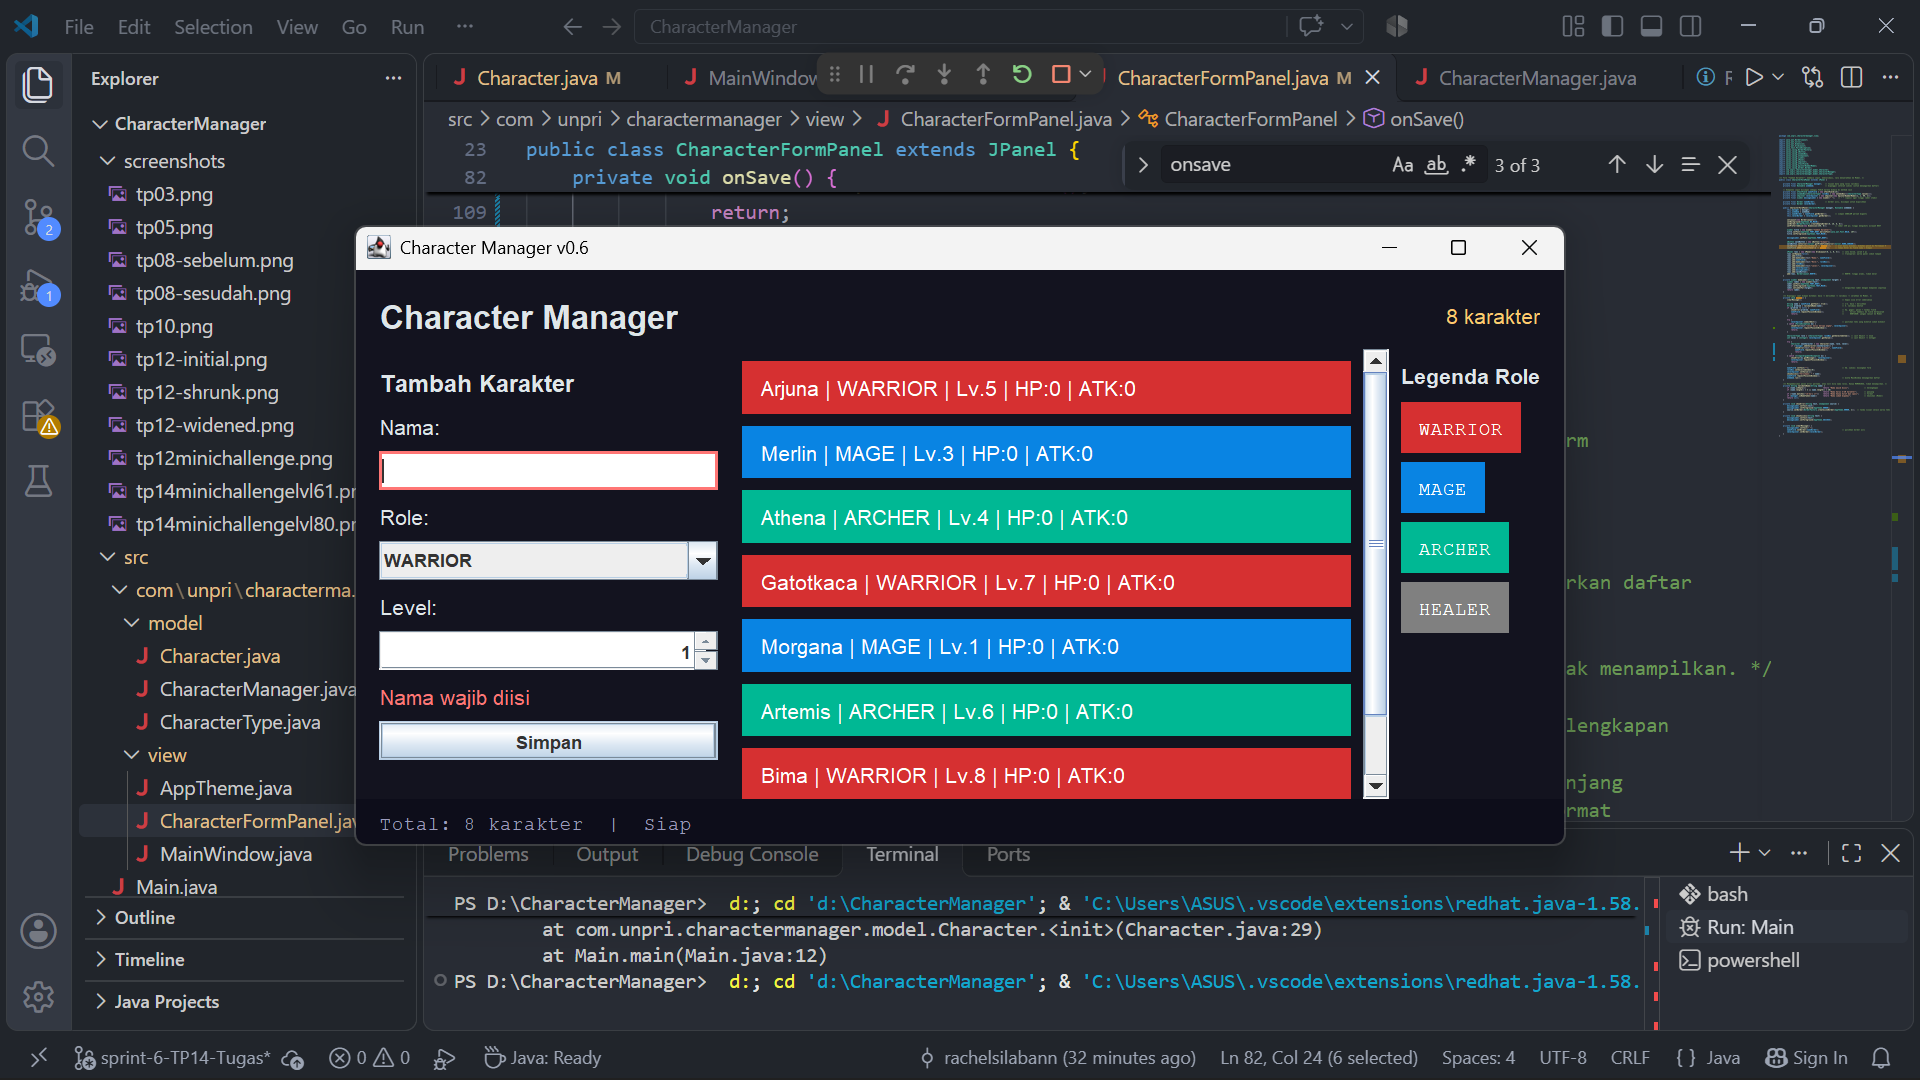 File Edit Selection View Go Run ···
CharacterManager
Explorer
CharacterManager
screenshots
tp03.png
tp05.png
tp08-sebelum.png
tp08-sesudah.png
tp10.png
tp12-initial.png
tp12-shrunk.png
tp12-widened.png
tp12minichallenge.png
tp14minichallengelvl61.pr
tp14minichallengelvl80.pr
src
com\unpri\characterma.
model
Character.java
CharacterManager.java
CharacterType.java
view
AppTheme.java
CharacterFormPanel.jav
MainWindow.java
Main.java
Outline
Timeline
Java Projects
2
1
Character.java M
MainWindow
CharacterFormPanel.java M
CharacterManager.java
src > com > unpri > charactermanager > view > CharacterFormPanel.java > CharacterFormPanel > onSave()
23 public class CharacterFormPanel extends JPanel {
82 private void onSave() {
109 return;
onsave Aa ab 3 of 3
rm
rkan daftar
ak menampilkan. */
lengkapan
njang
rmat
Character Manager v0.6
Character Manager
8 karakter
Tambah Karakter
Nama:
Role:
WARRIOR
Level:
1
Nama wajib diisi
Simpan
Arjuna | WARRIOR | Lv.5 | HP:0 | ATK:0
Merlin | MAGE | Lv.3 | HP:0 | ATK:0
Athena | ARCHER | Lv.4 | HP:0 | ATK:0
Gatotkaca | WARRIOR | Lv.7 | HP:0 | ATK:0
Morgana | MAGE | Lv.1 | HP:0 | ATK:0
Artemis | ARCHER | Lv.6 | HP:0 | ATK:0
Bima | WARRIOR | Lv.8 | HP:0 | ATK:0
Legenda Role
WARRIOR
MAGE
ARCHER
HEALER
Total: 8 karakter | Siap
Problems Output Debug Console Terminal Ports
PS D:\CharacterManager> d:; cd 'd:\CharacterManager'; & 'C:\Users\ASUS\.vscode\extensions\redhat.java-1.58.
at com.unpri.charactermanager.model.Character.<init>(Character.java:29)
at Main.main(Main.java:12)
PS D:\CharacterManager> d:; cd 'd:\CharacterManager'; & 'C:\Users\ASUS\.vscode\extensions\redhat.java-1.58.
bash
Run: Main
powershell
sprint-6-TP14-Tugas* 0 0 Java: Ready rachelsilabann (32 minutes ago) Ln 82, Col 24 (6 selected) Spaces: 4 UTF-8 CRLF {} Java Sign In